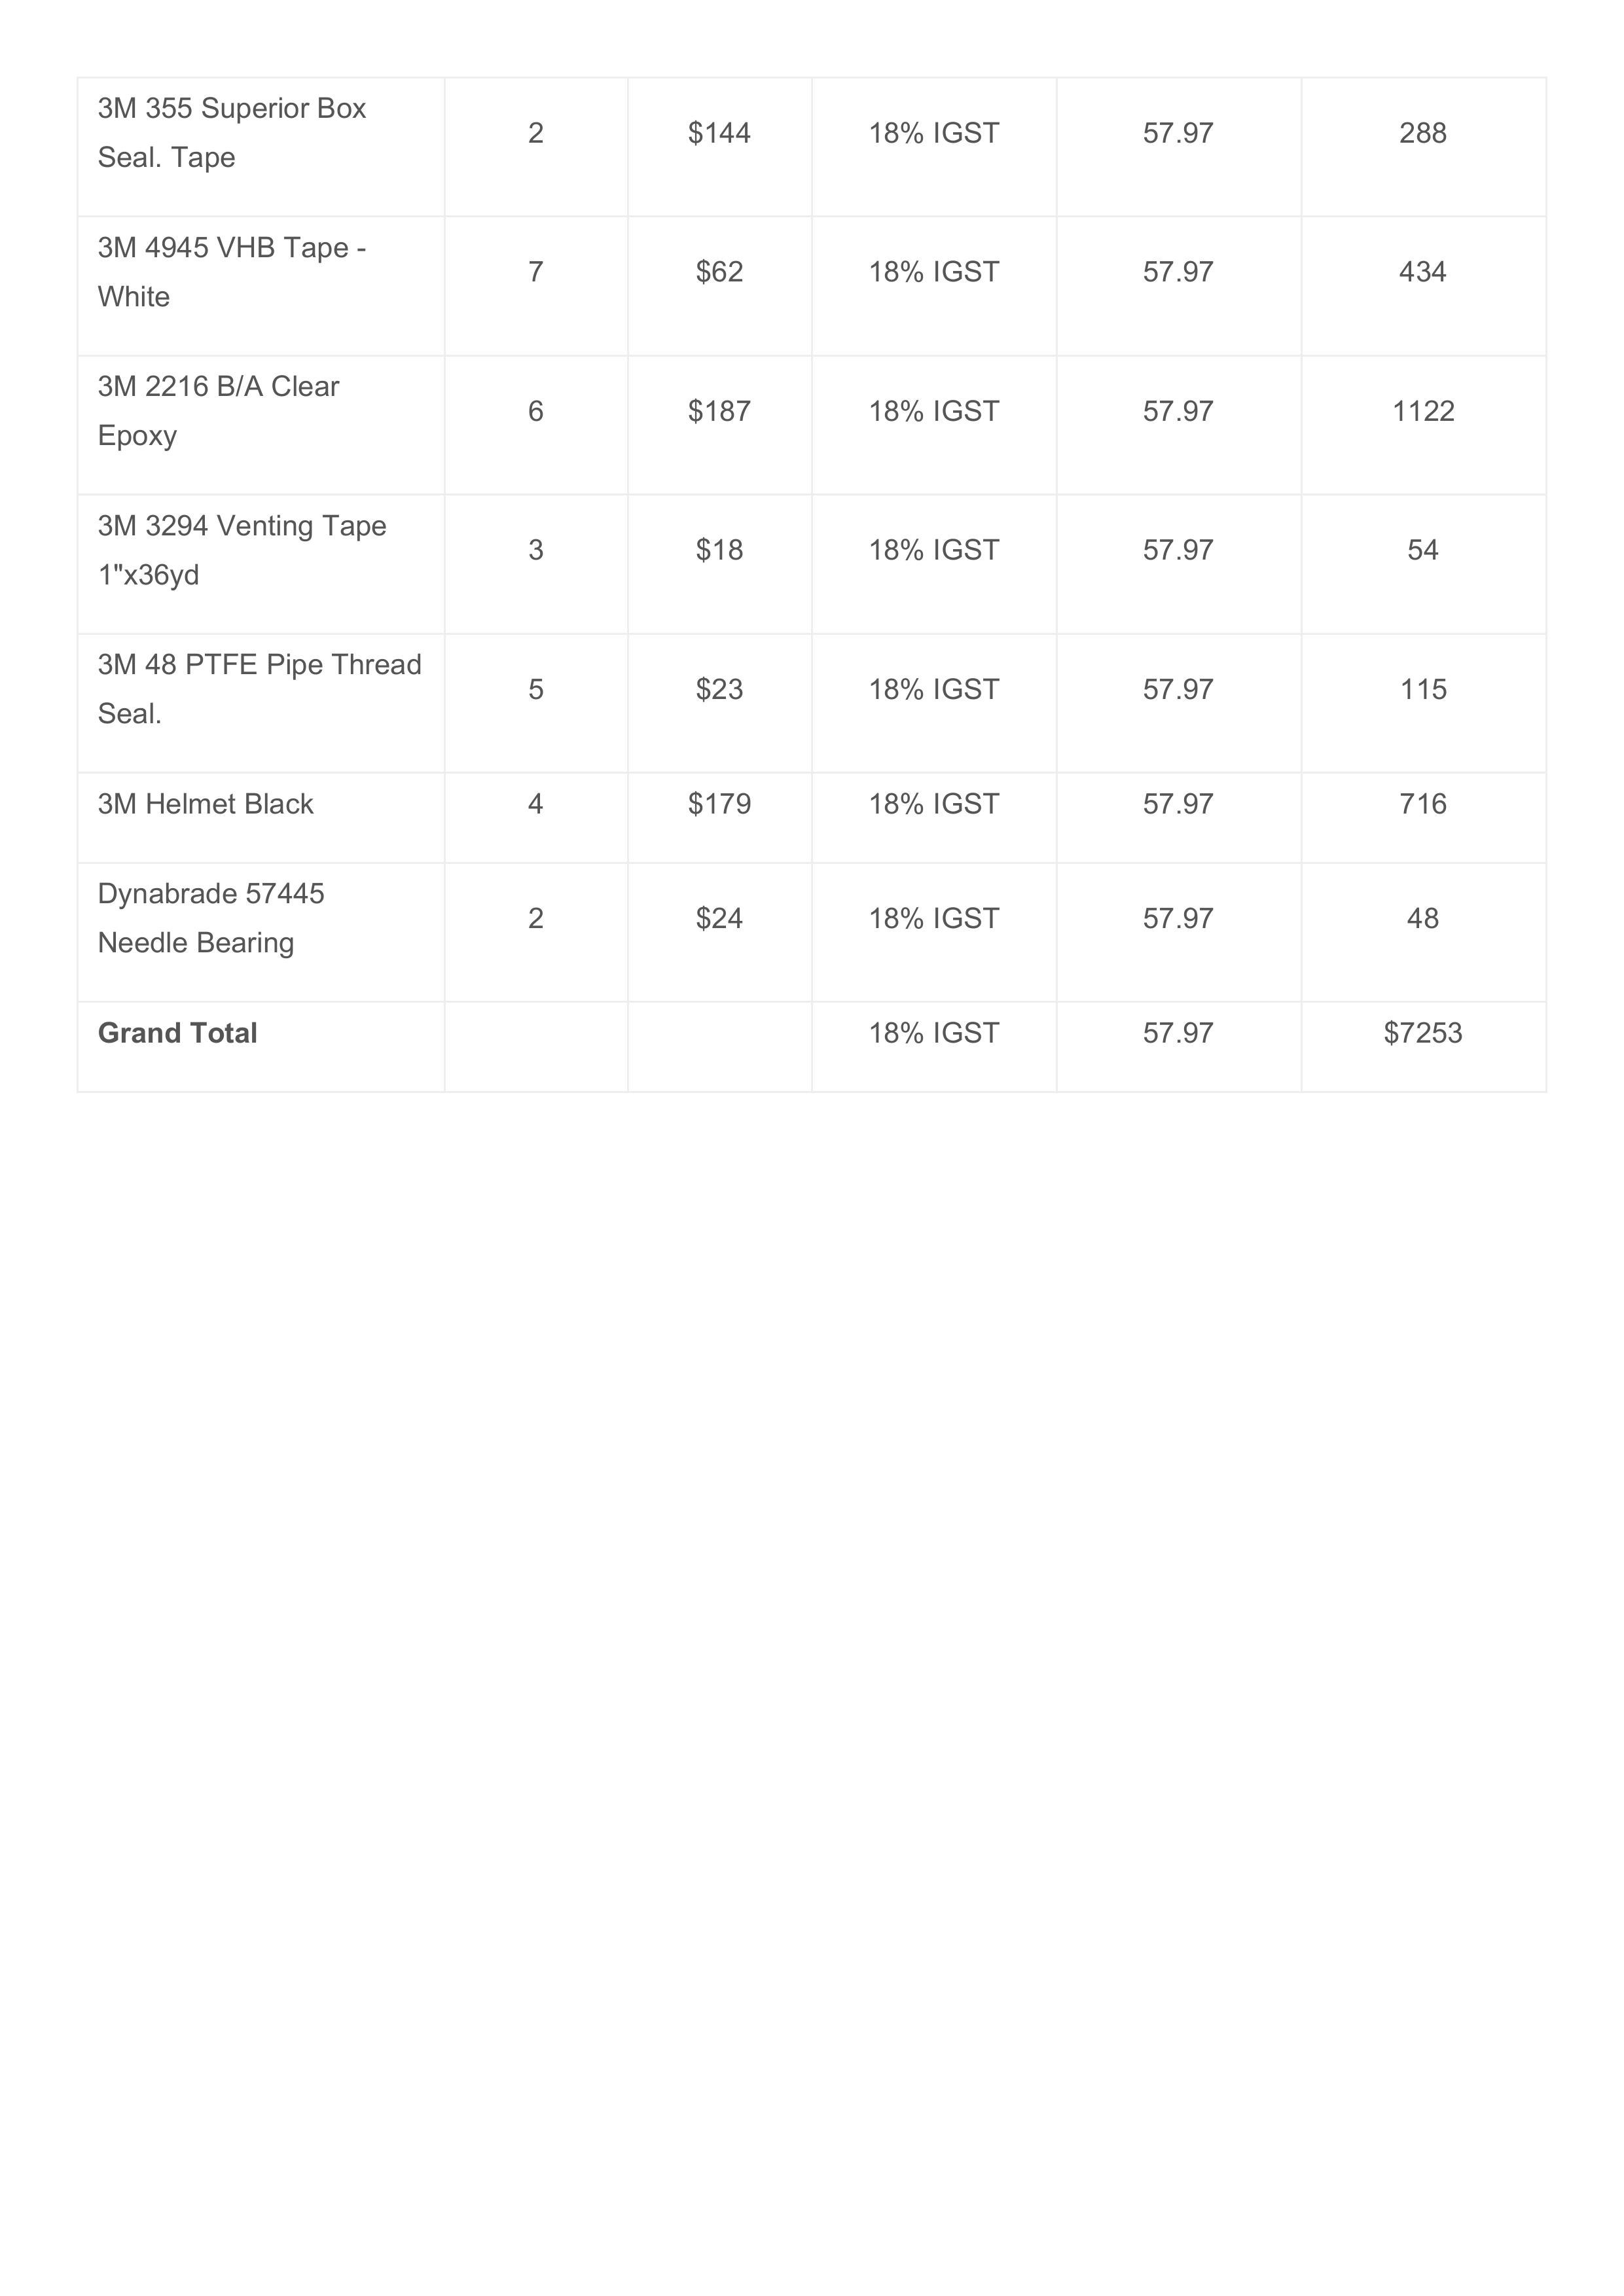 3M 355 Superior Box
Seal. Tape
2 $144 18% IGST 57.97 288
3M 4945 VHB Tape -
White
7 $62 18% IGST 57.97 434
3M 2216 B/A Clear
Epoxy
6 $187 18% IGST 57.97 1122
3M 3294 Venting Tape
1"x36yd
3 $18 18% IGST 57.97 54
3M 48 PTFE Pipe Thread
Seal.
5 $23 18% IGST 57.97 115
3M Helmet Black 4 $179 18% IGST 57.97 716
Dynabrade 57445
Needle Bearing
2 $24 18% IGST 57.97 48
Grand Total 18% IGST 57.97 $7253